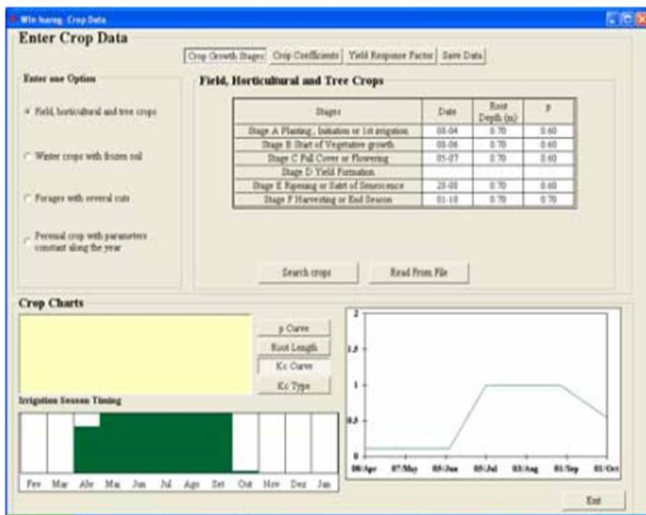 WIn Isareg. Crop Data
Enter Crop Data
Crop Growth Stages Crop Coefficients Yield Response Factor Save Data
Enter one Option
Field, horticultural and tree crops
Winter crops with frozen soil
Forages with several cuts
crop with parameters
constant along the year
Field, Horticultural and Tree Crops
Stages Date Root Depth (m) p
Stage A Planting, Initiation or 1st irrigation 08-04 0.70 0.60
Stage B Start of Vegetative growth 08-06 0.70 0.60
Stage C Full Cover or Flowering 05-07 0.70 0.60
Stage D Yield Formation
Stage E Ripening or Satrt of Senescence 28-08 0.70 0.60
Stage F Harvesting or End Season 01-10 0.70 0.70
Search crops Read From File
Crop Charts
p Curve
Root Length
Kc Curve
Kc Type
Irrigation Season Timing
Fev Mar Abr Mai Jun Jul Ago Set Out Nov Dez Jan
2
1.5
1
0.5
0
08/Apr 07/May 05/Jun 05/Jul 03/Aug 01/Sep 01/Oct
Exit